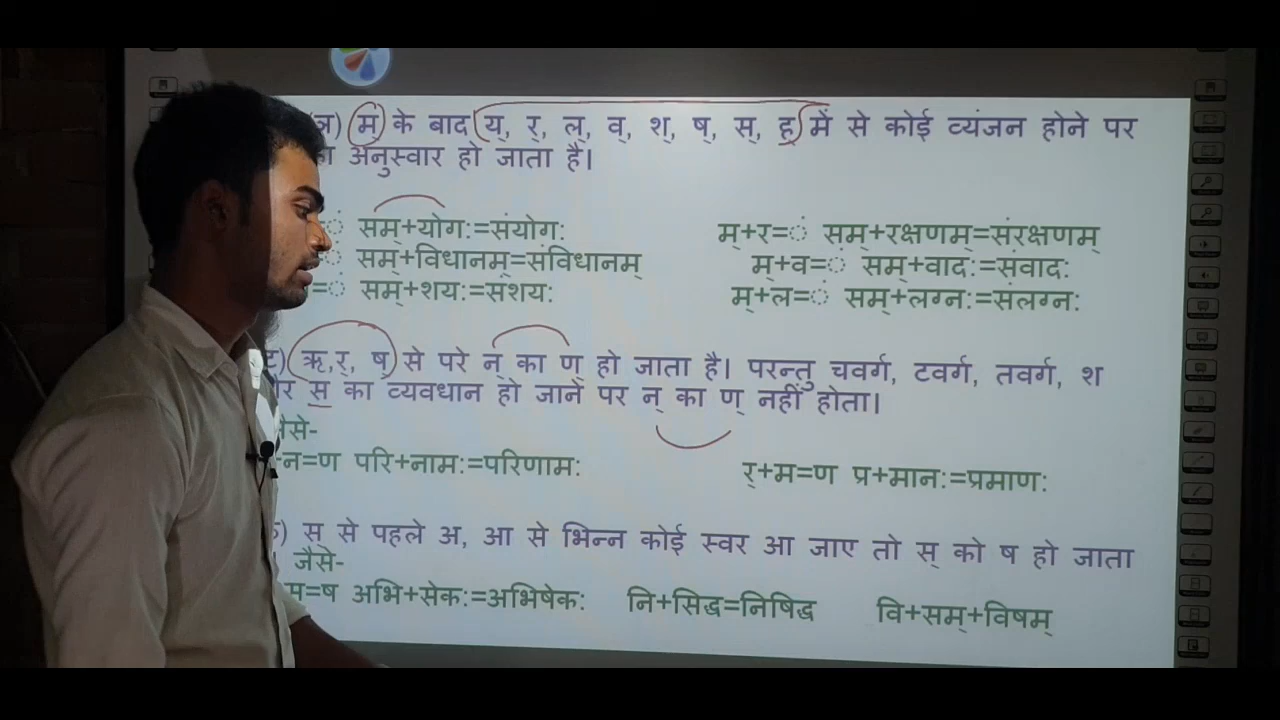 ञ) म् के बाद य, र्, ल्, व्, श्, ष्, स्, ह् में से कोई व्यंजन होने पर
अनुस्वार हो जाता है।
=ं सम्+योग:=संयोग: म्+र=ं सम्+रक्षणम्=संरक्षणम्
ं सम्+विधानम्=संविधानम् म्+व=ं सम्+वाद:=संवाद:
=ं सम्+शय:=संशय: म्+ल=ं सम्+लग्न:=संलग्न:
ट) ऋ,र्, ष् से परे न् का ण् हो जाता है। परन्तु चवर्ग, टवर्ग, तवर्ग, श
स का व्यवधान हो जाने पर न् का ण् नहीं होता।
जैसे-
+न=ण परि+नाम:=परिणाम: र्+म=ण प्र+मान:=प्रमाण:
) स् से पहले अ, आ से भिन्न कोई स्वर आ जाए तो स् को ष हो जाता
जैसे-
म=ष अभि+सेक:=अभिषेक: नि+सिद्ध=निषिद्ध वि+सम्+विषम्